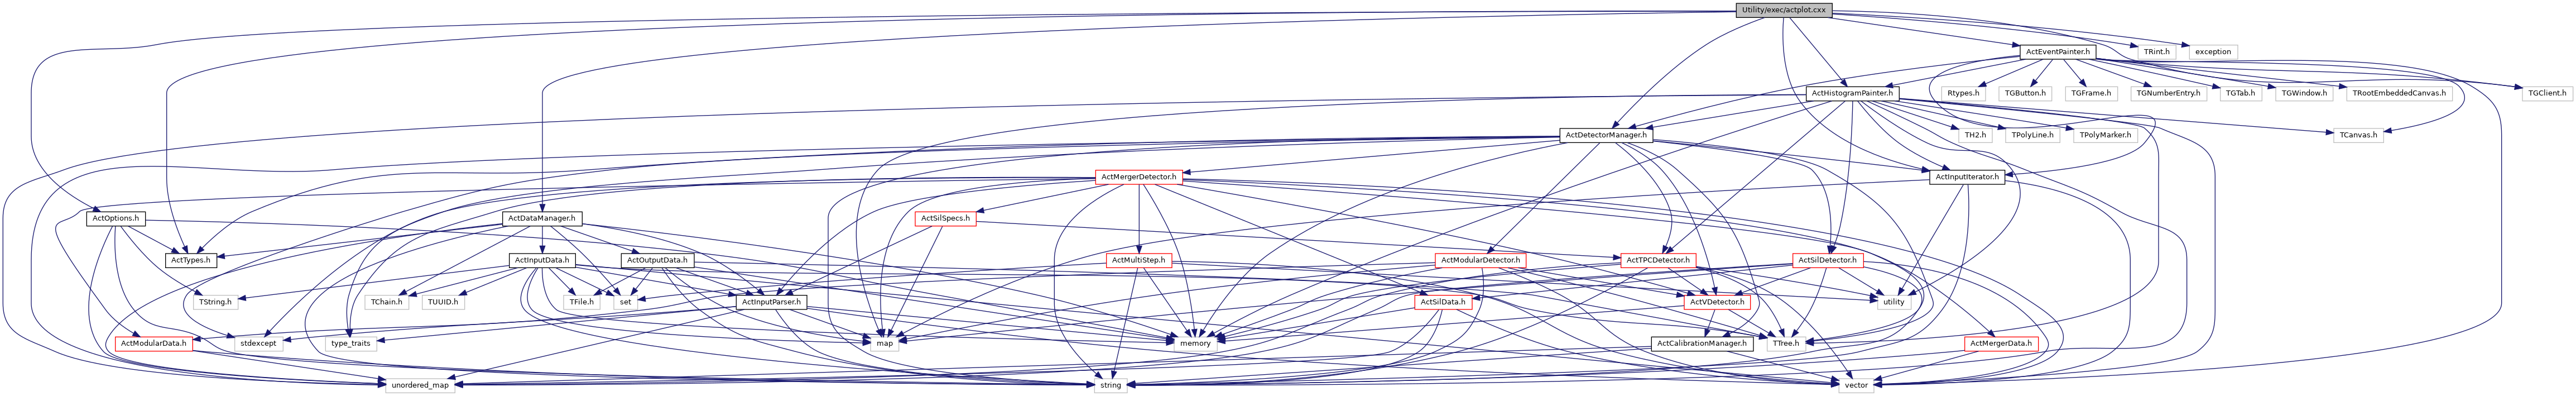 Utility/exec/actplot.cxx
ActEventPainter.h
TRint.h
exception
ActHistogramPainter.h
Rtypes.h
TGButton.h
TGFrame.h
TGNumberEntry.h
TGTab.h
TGWindow.h
TRootEmbeddedCanvas.h
TGClient.h
ActDetectorManager.h
TH2.h
TPolyLine.h
TPolyMarker.h
TCanvas.h
ActMergerDetector.h
ActInputIterator.h
ActOptions.h
ActDataManager.h
ActSilSpecs.h
ActTypes.h
ActInputData.h
ActOutputData.h
ActMultiStep.h
ActModularDetector.h
ActTPCDetector.h
ActSilDetector.h
TString.h
TChain.h
TUUID.h
TFile.h
set
ActInputParser.h
ActSilData.h
ActVDetector.h
utility
ActModularData.h
stdexcept
type_traits
map
memory
ActCalibrationManager.h
TTree.h
ActMergerData.h
unordered_map
string
vector